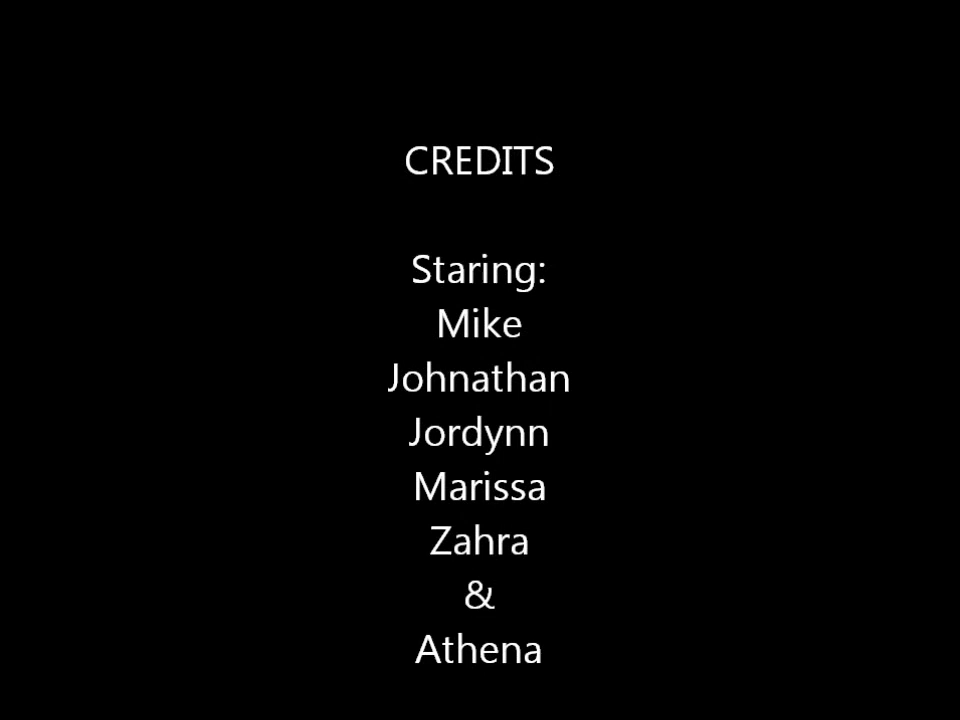 CREDITS
Staring:
Mike
Johnathan
Jordynn
Marissa
Zahra
&
Athena